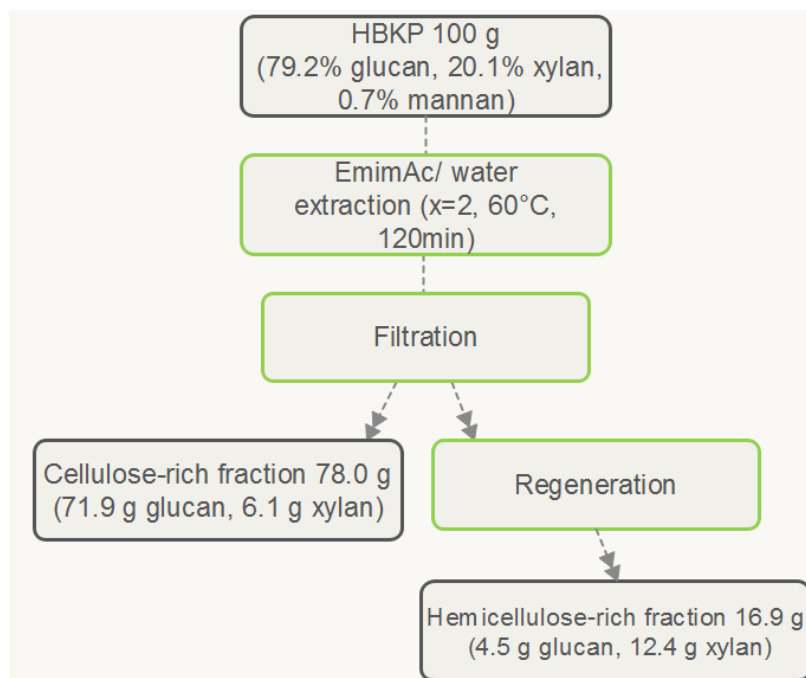 HBKP 100 g
(79.2% glucan, 20.1% xylan,
0.7% mannan)
EmimAc/ water
extraction (x=2, 60°C,
120min)
Filtration
Cellulose-rich fraction 78.0 g
(71.9 g glucan, 6.1 g xylan)
Regeneration
Hemicellulose-rich fraction 16.9 g
(4.5 g glucan, 12.4 g xylan)